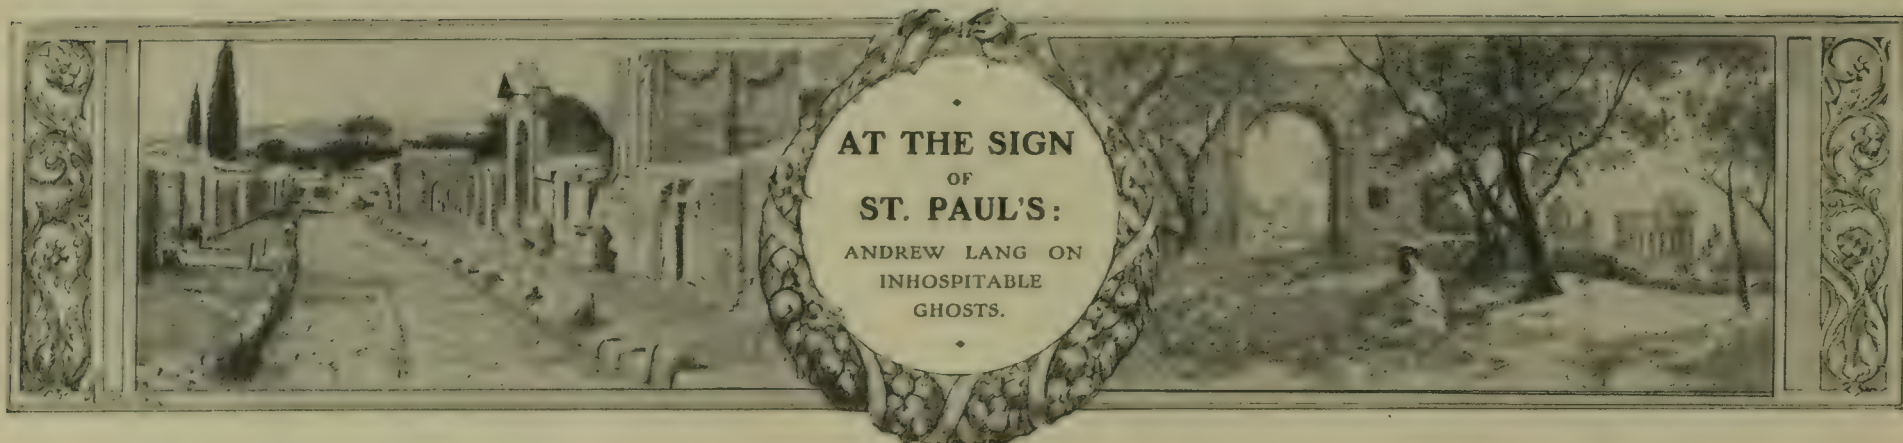 AT THE SIGN
OF
ST. PAUL'S:
ANDREW LANG ON
INHOSPITABLE
GHOSTS.